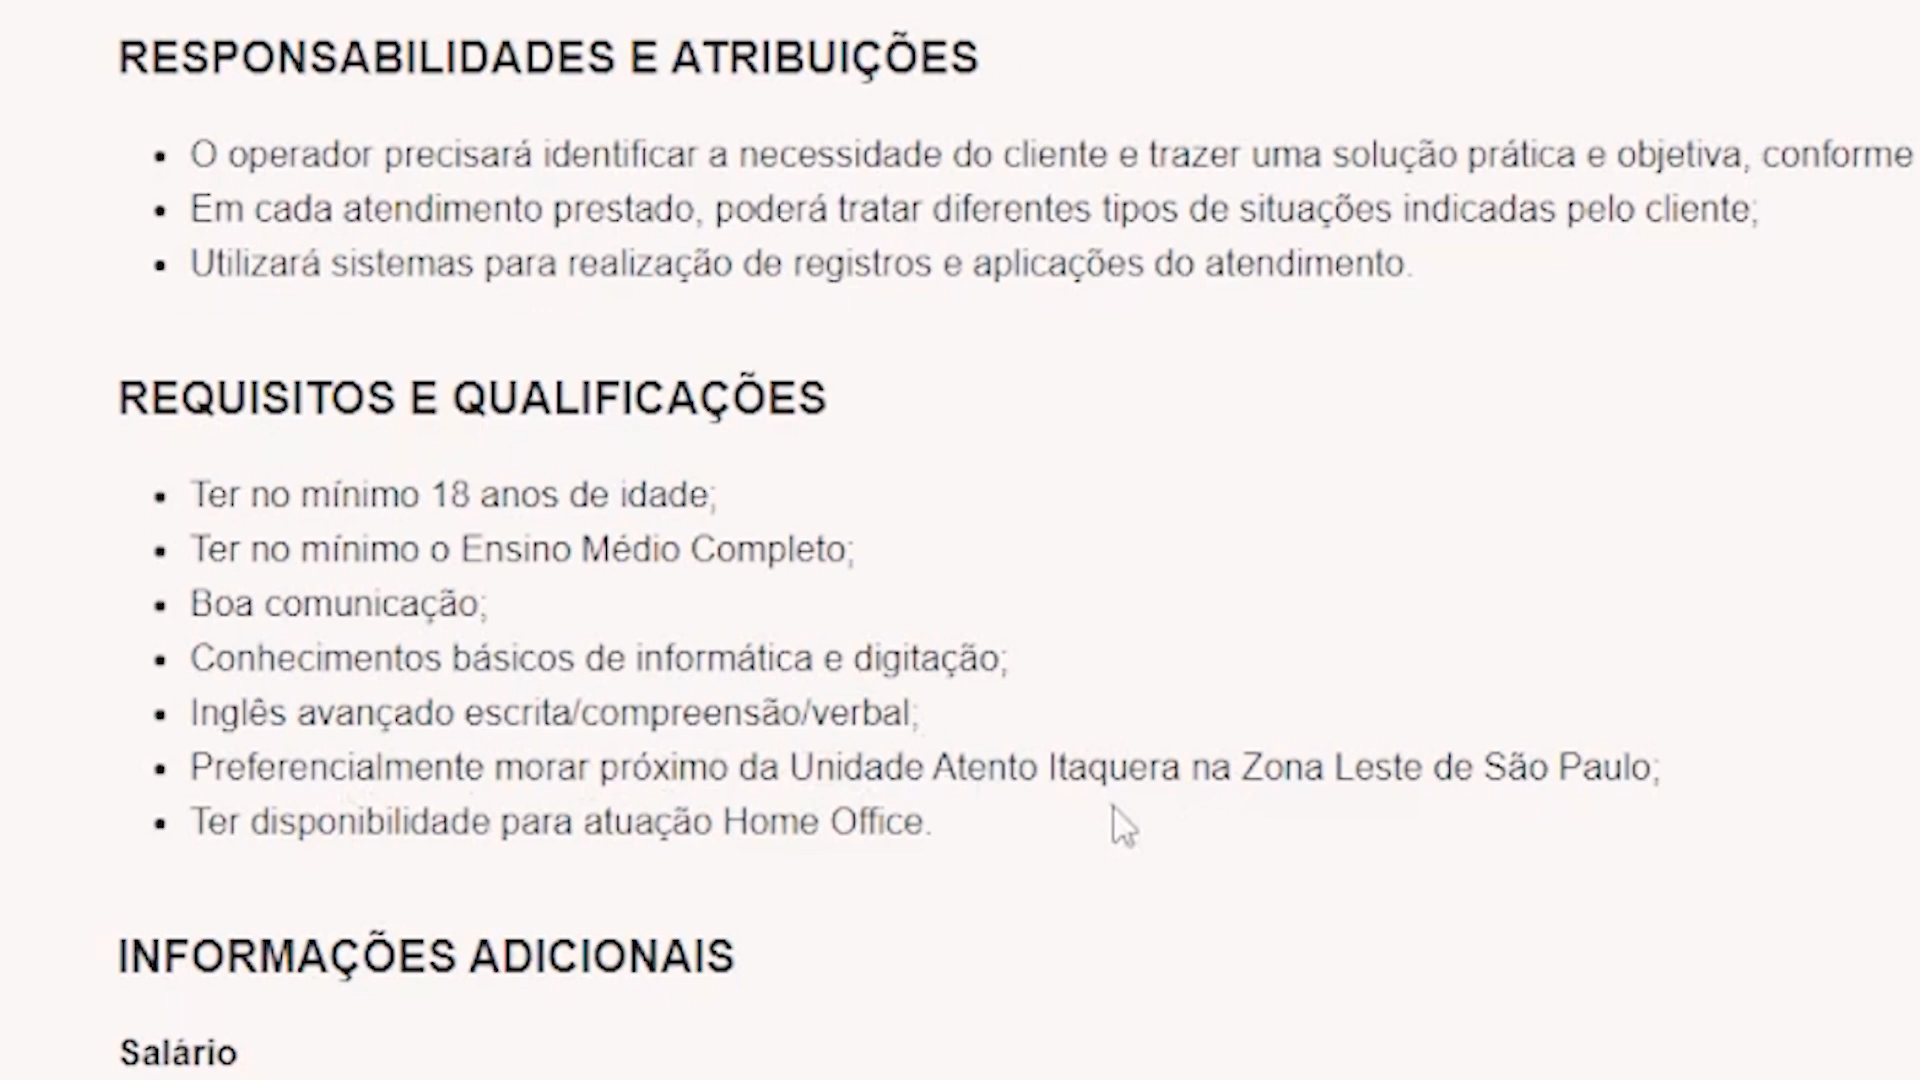 RESPONSABILIDADES E ATRIBUIÇÕES
• O operador precisará identificar a necessidade do cliente e trazer uma solução prática e objetiva, conforme
• Em cada atendimento prestado, poderá tratar diferentes tipos de situações indicadas pelo cliente;
• Utilizará sistemas para realização de registros e aplicações do atendimento.
REQUISITOS E QUALIFICAÇÕES
• Ter no mínimo 18 anos de idade;
• Ter no mínimo o Ensino Médio Completo;
• Boa comunicação;
• Conhecimentos básicos de informática e digitação;
• Inglês avançado escrita/compreensão/verbal;
• Preferencialmente morar próximo da Unidade Atento Itaquera na Zona Leste de São Paulo;
• Ter disponibilidade para atuação Home Office.
INFORMAÇÕES ADICIONAIS
Salário